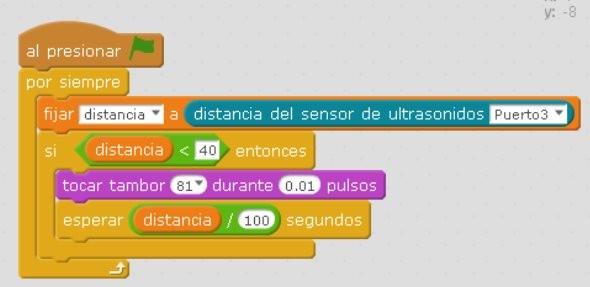 y: -8
al presionar
por siempre
fijar distancia a distancia del sensor de ultrasonidos Puerto3
si distancia < 40 entonces
tocar tambor 81 durante 0.01 pulsos
esperar distancia / 100 segundos